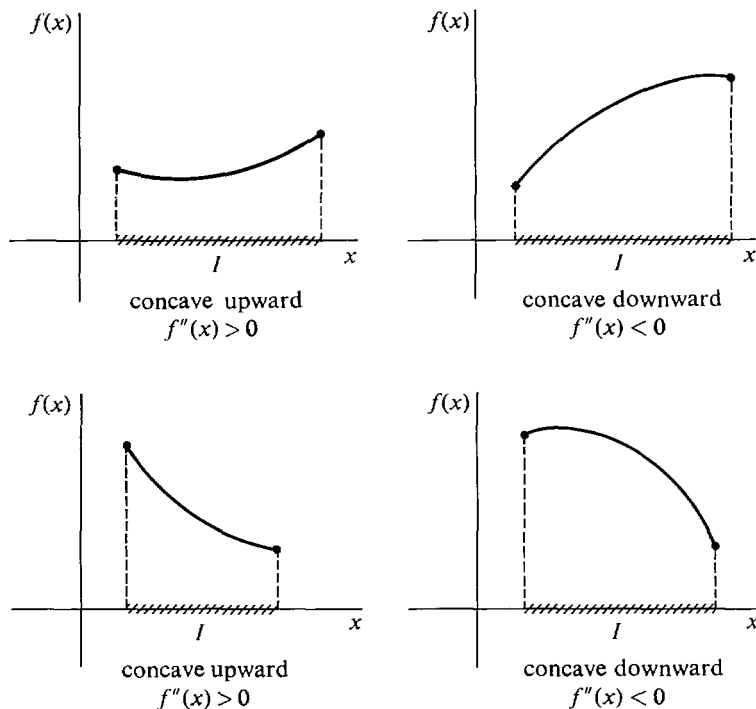 f(x)
x
I
concave upward
f″(x) > 0
f(x)
x
I
concave downward
f″(x) < 0
f(x)
x
I
concave upward
f″(x) > 0
f(x)
x
I
concave downward
f″(x) < 0